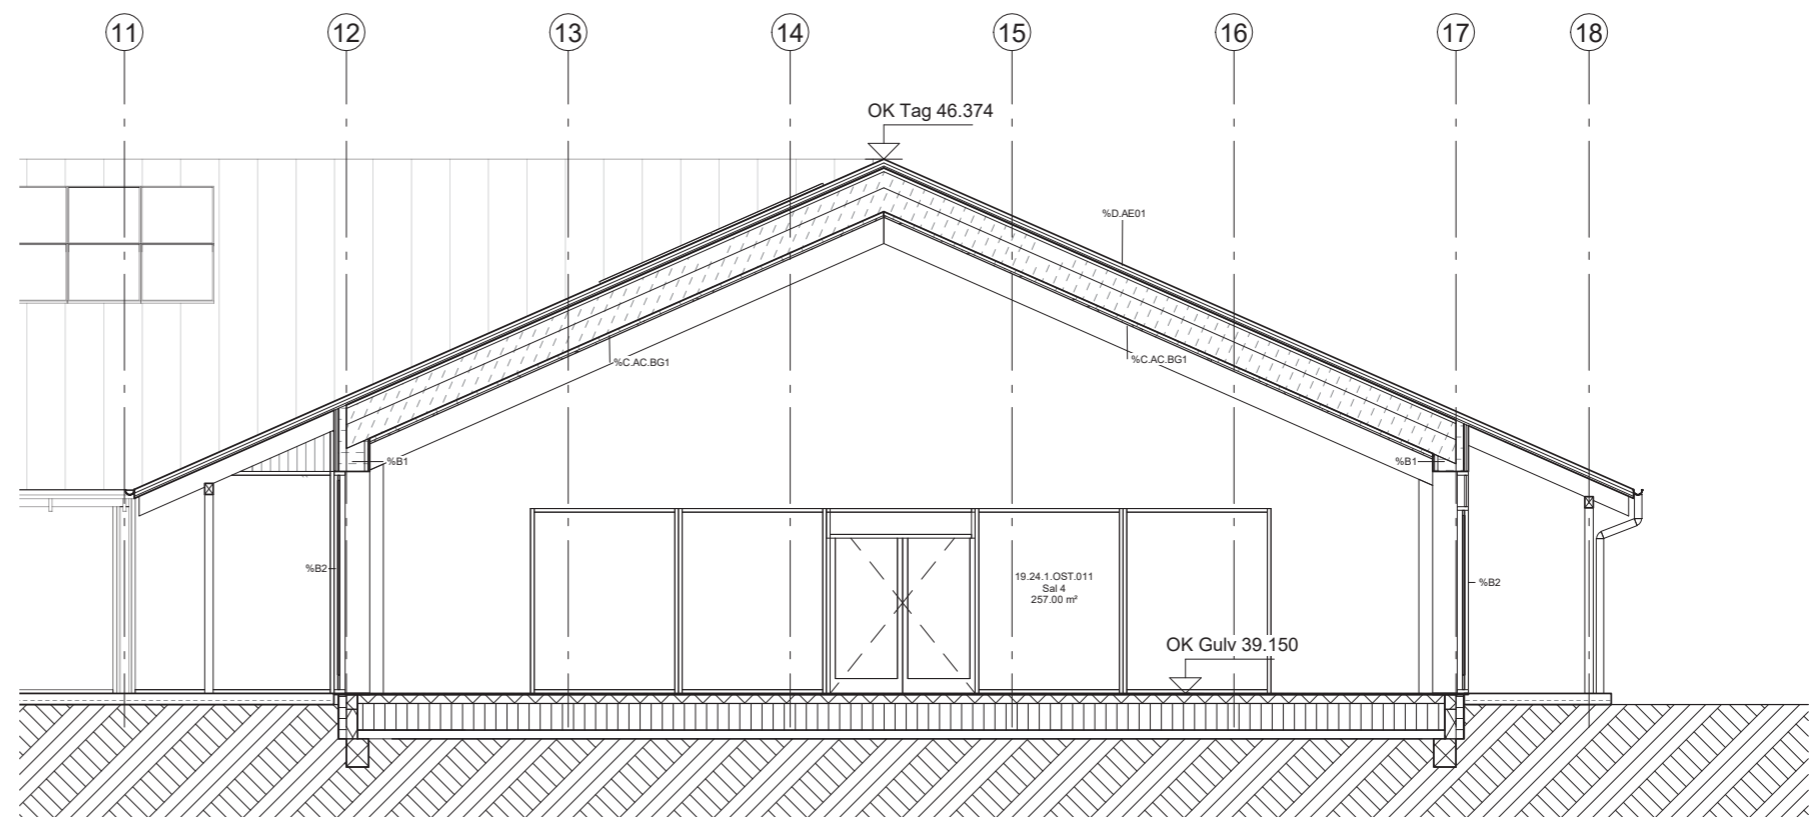 11 12 13 14 15 16 17 18
OK Tag 46.374
%D.AE01
%C.AC.BG1 %C.AC.BG1
%B1 %B1
%B2 %B2
19.24.1.OST.011
Sal 4
257.00 m²
OK Gulv 39.150